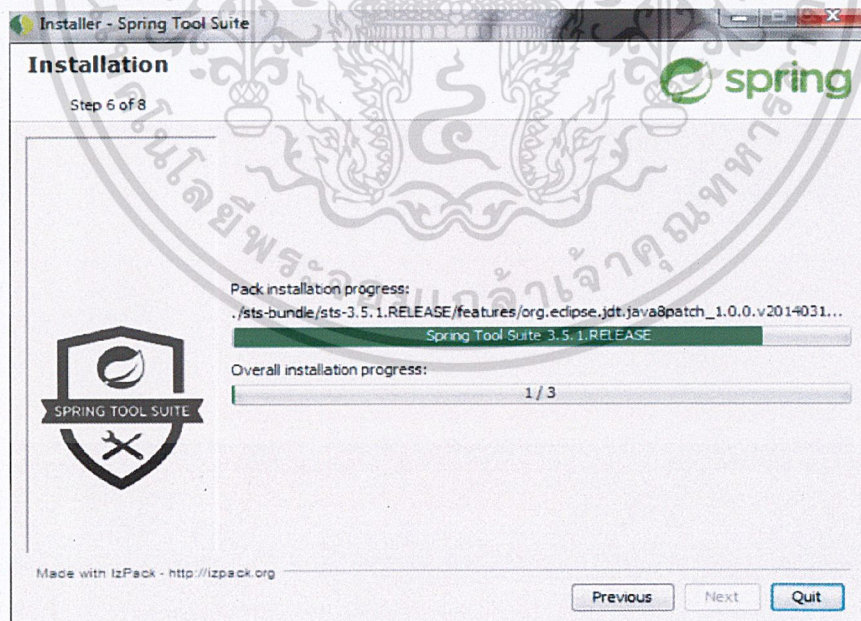 Installer - Spring Tool Suite
Installation
spring
Step 6 of 8
Pack installation progress:
./sts-bundle/sts-3.5.1.RELEASE/features/org.eclipse.jdt.java8patch_1.0.0.v2014031...
Spring Tool Suite 3.5.1.RELEASE
Overall installation progress:
1 / 3
SPRING TOOL SUITE
Made with IzPack - http://izpack.org
Previous
Next
Quit